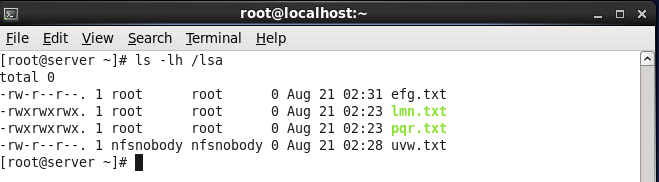 root@localhost:~
File Edit View Search Terminal Help
[root@server ~]# ls -lh /lsa
total 0
-rw-r--r--. 1 root      root      0 Aug 21 02:31 efg.txt
-rwxrwxrwx. 1 root      root      0 Aug 21 02:23 lmn.txt
-rwxrwxrwx. 1 root      root      0 Aug 21 02:23 pqr.txt
-rw-r--r--. 1 nfsnobody nfsnobody 0 Aug 21 02:28 uvw.txt
[root@server ~]#